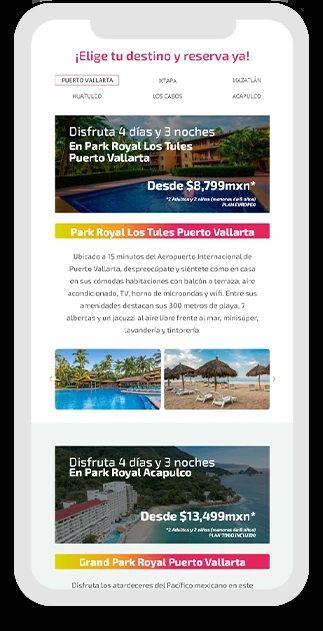 ¡Elige tu destino y reserva ya!
PUERTO VALLARTA IXTAPA MAZATLÁN
HUATULCO LOS CABOS ACAPULCO
Disfruta 4 días y 3 noches
En Park Royal Los Tules
Puerto Vallarta
Desde $8,799mxn*
*2 Adultos y 2 niños (menores de 6 años)
PLAN EUROPEO
Park Royal Los Tules Puerto Vallarta
Ubicado a 15 minutos del Aeropuerto Internacional de
Puerto Vallarta, despreocúpate y siéntete como en casa
en sus cómodas habitaciones con balcón o terraza, aire
acondicionado, TV, horno de microondas y wifi. Entre sus
amenidades destacan sus 300 metros de playa, 7
albercas y un jacuzzi al aire libre frente al mar, minisúper,
lavandería y tintorería.
Disfruta 4 días y 3 noches
En Park Royal Acapulco
Desde $13,499mxn*
*2 Adultos y 2 niños (menores de 6 años)
PLAN TODO INCLUIDO
Grand Park Royal Puerto Vallarta
Disfruta los atardeceres del Pacífico mexicano en este